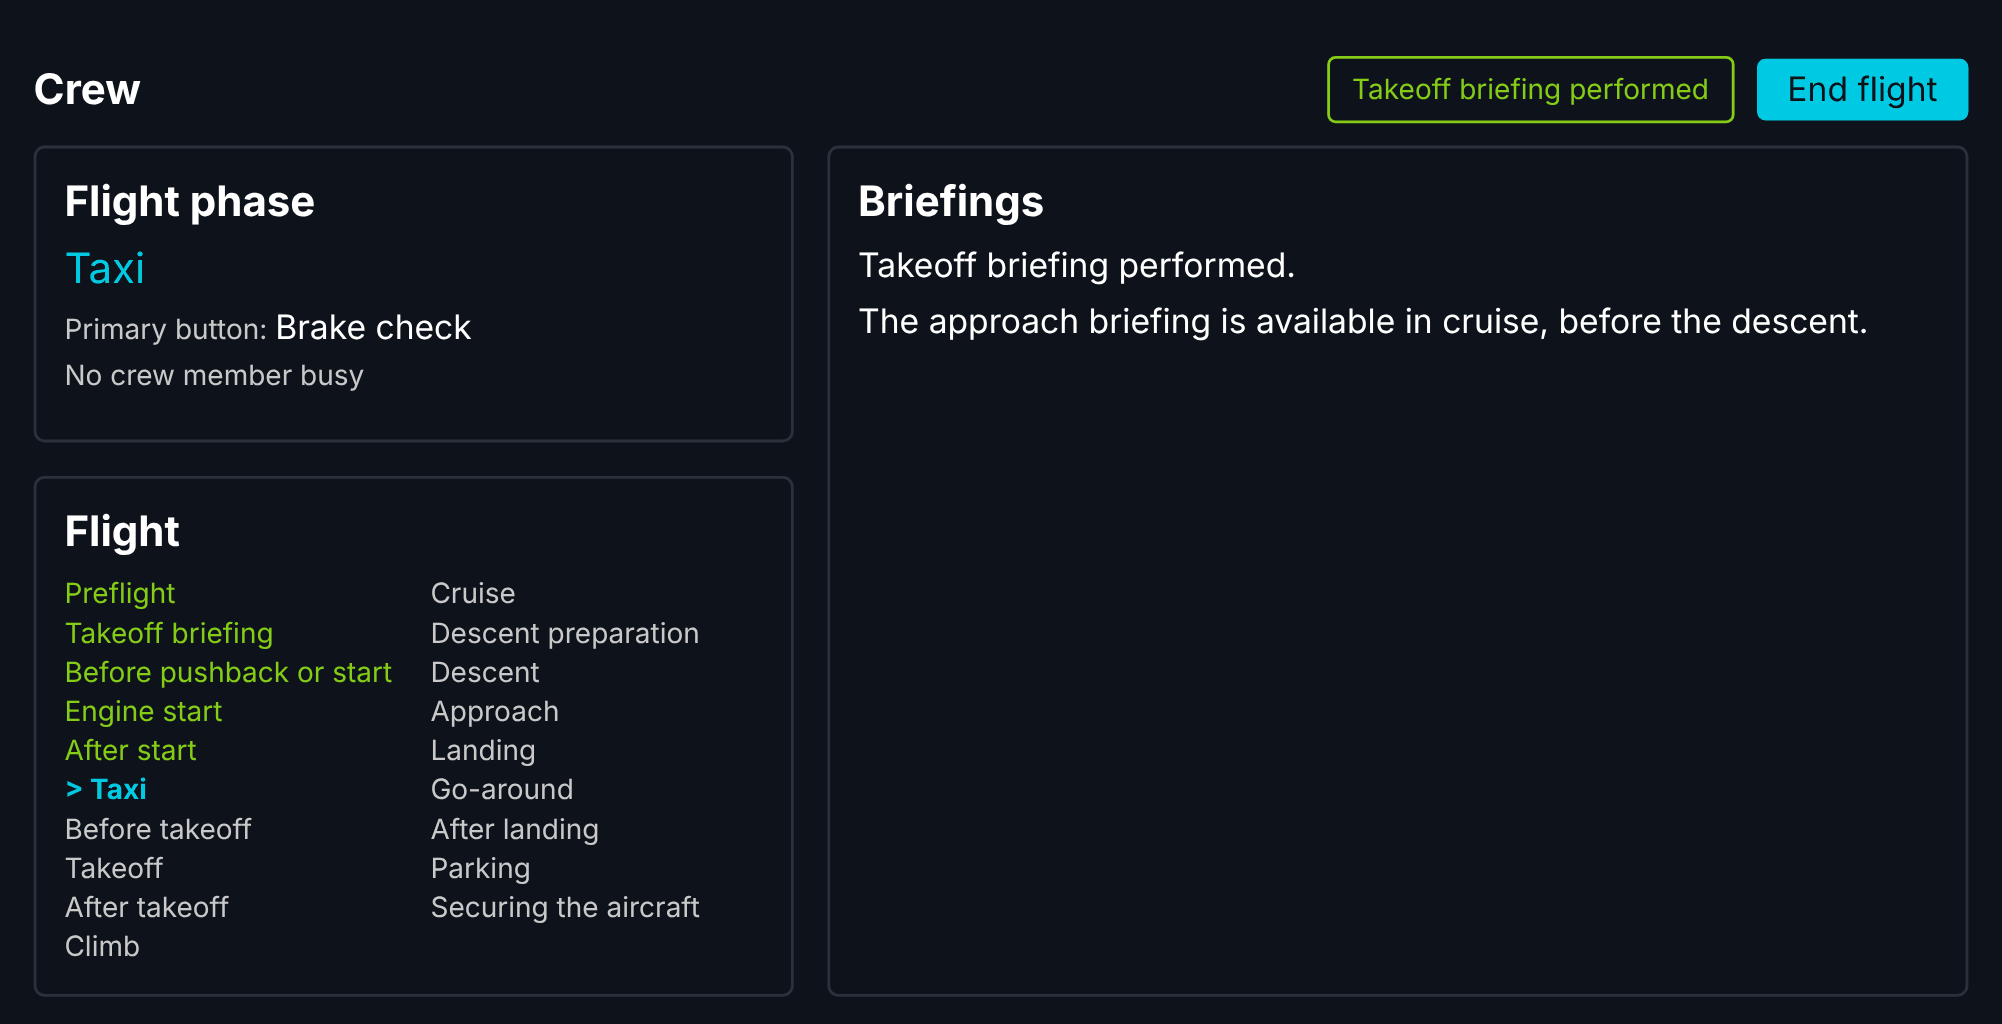 Crew
Takeoff briefing performed
End flight
Flight phase
Taxi
Primary button: Brake check
No crew member busy
Flight
Preflight
Takeoff briefing
Before pushback or start
Engine start
After start
> Taxi
Before takeoff
Takeoff
After takeoff
Climb
Cruise
Descent preparation
Descent
Approach
Landing
Go-around
After landing
Parking
Securing the aircraft
Briefings
Takeoff briefing performed.
The approach briefing is available in cruise, before the descent.